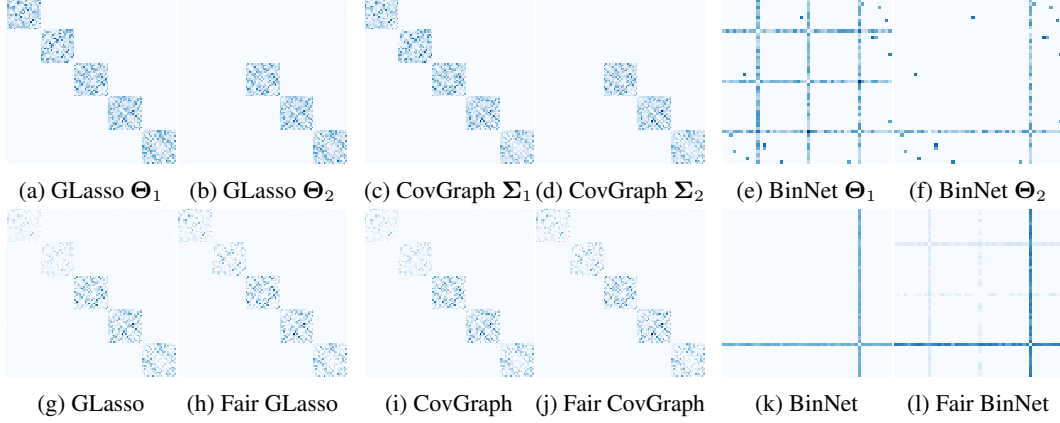 (a) GLasso Θ₁ (b) GLasso Θ₂ (c) CovGraph Σ₁ (d) CovGraph Σ₂ (e) BinNet Θ₁ (f) BinNet Θ₂
(g) GLasso (h) Fair GLasso (i) CovGraph (j) Fair CovGraph (k) BinNet (l) Fair BinNet